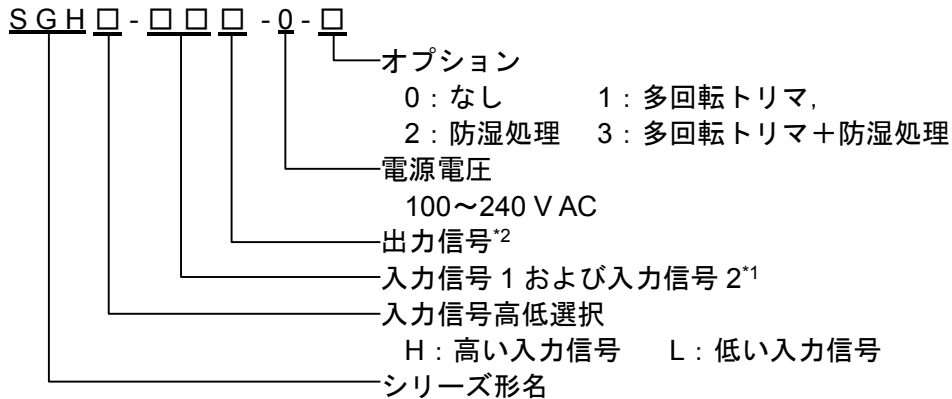 SGH□-□□□-0-□
オプション
0：なし　1：多回転トリマ,
2：防湿処理　3：多回転トリマ＋防湿処理
電源電圧
100～240 V AC
出力信号*2
入力信号 1 および入力信号 2*1
入力信号高低選択
H：高い入力信号　L：低い入力信号
シリーズ形名